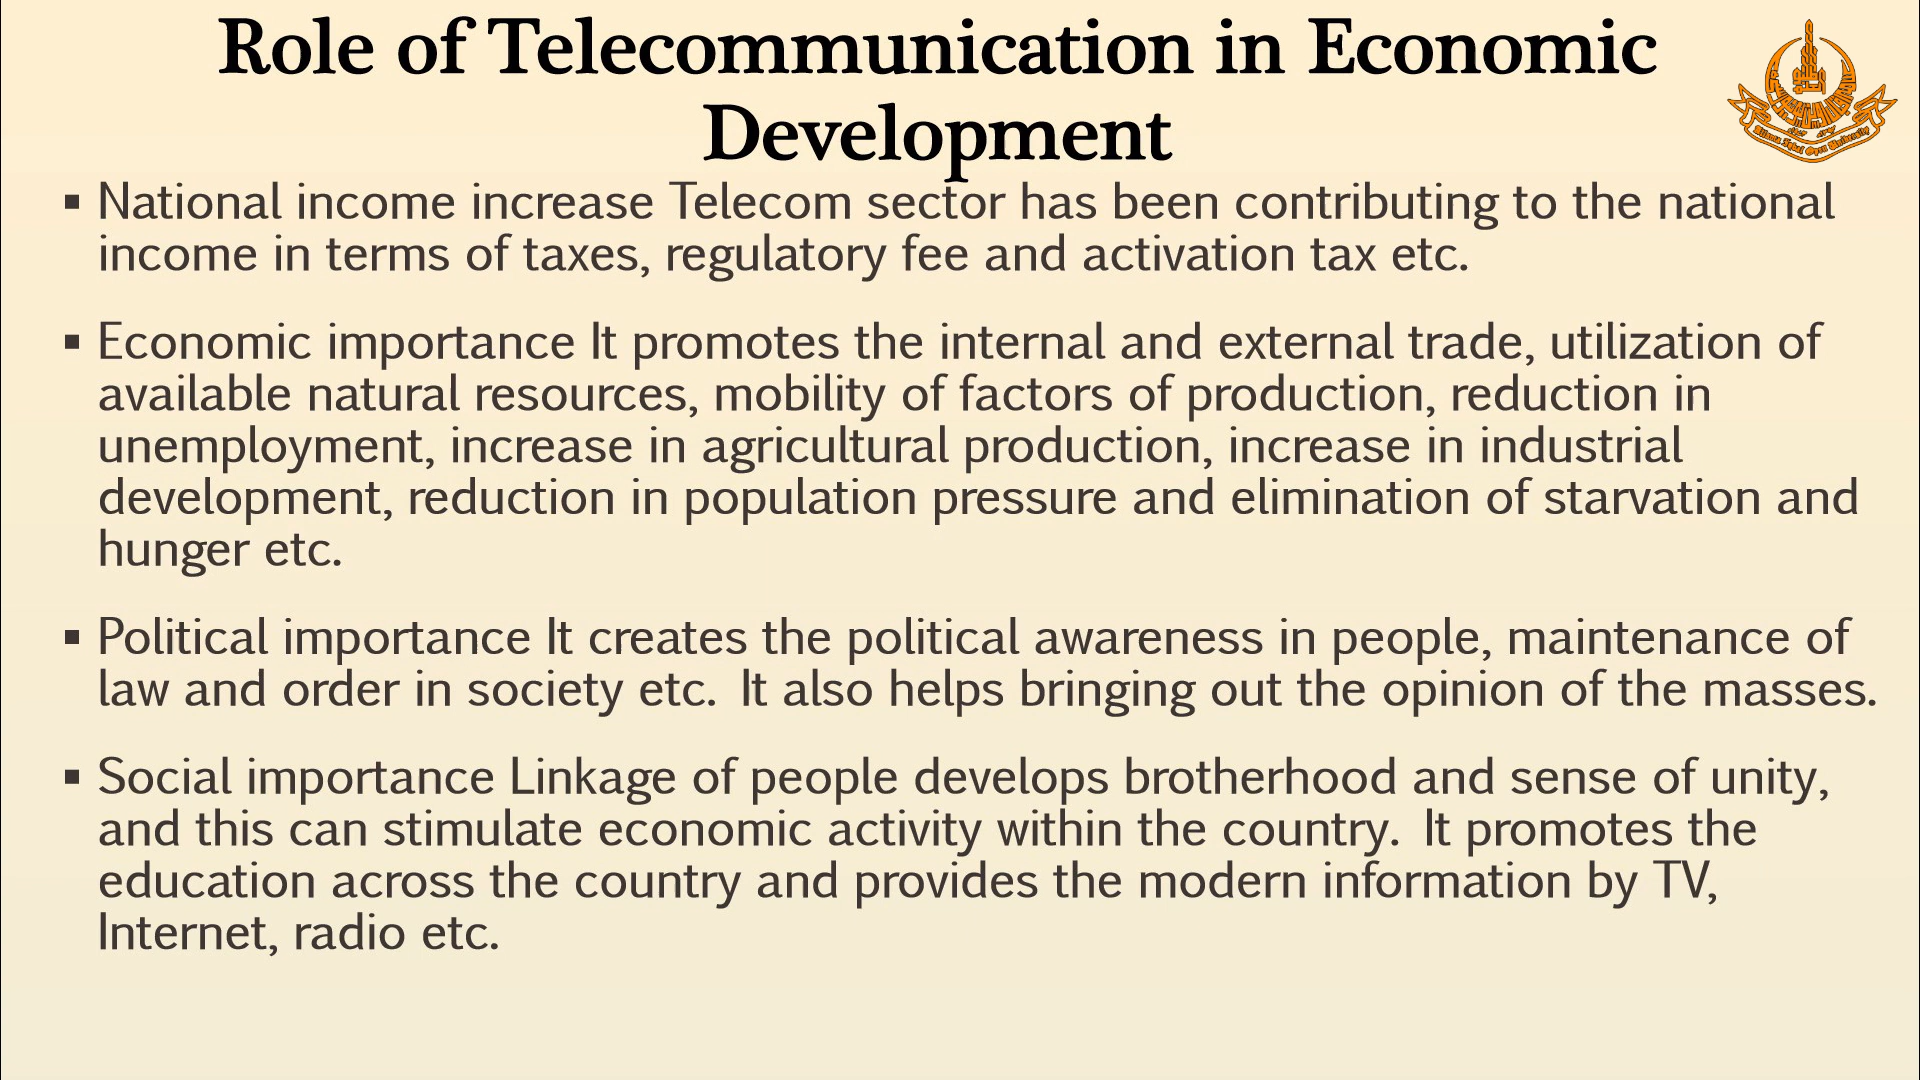 Role of Telecommunication in Economic
Development
▪ National income increase Telecom sector has been contributing to the national
income in terms of taxes, regulatory fee and activation tax etc.
▪ Economic importance It promotes the internal and external trade, utilization of
available natural resources, mobility of factors of production, reduction in
unemployment, increase in agricultural production, increase in industrial
development, reduction in population pressure and elimination of starvation and
hunger etc.
▪ Political importance It creates the political awareness in people, maintenance of
law and order in society etc.  It also helps bringing out the opinion of the masses.
▪ Social importance Linkage of people develops brotherhood and sense of unity,
and this can stimulate economic activity within the country.  It promotes the
education across the country and provides the modern information by TV,
Internet, radio etc.
Allama Iqbal Open University